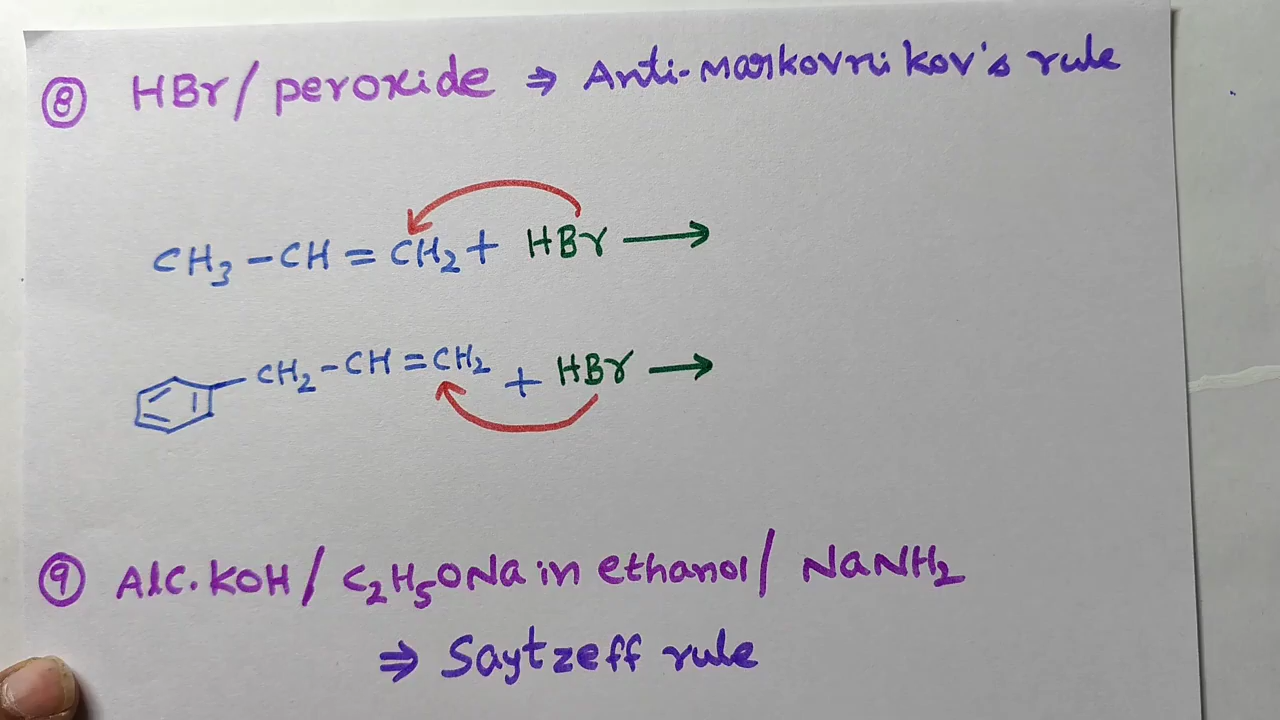 ⑧ HBr/peroxide ⇒ Anti-markovnikov's rule
CH₃-CH=CH₂+ HBr ⟶
CH₂-CH=CH₂ + HBr ⟶
⑨ Alc.KOH/C₂H₅ONa in ethanol/NaNH₂
⇒ Saytzeff rule